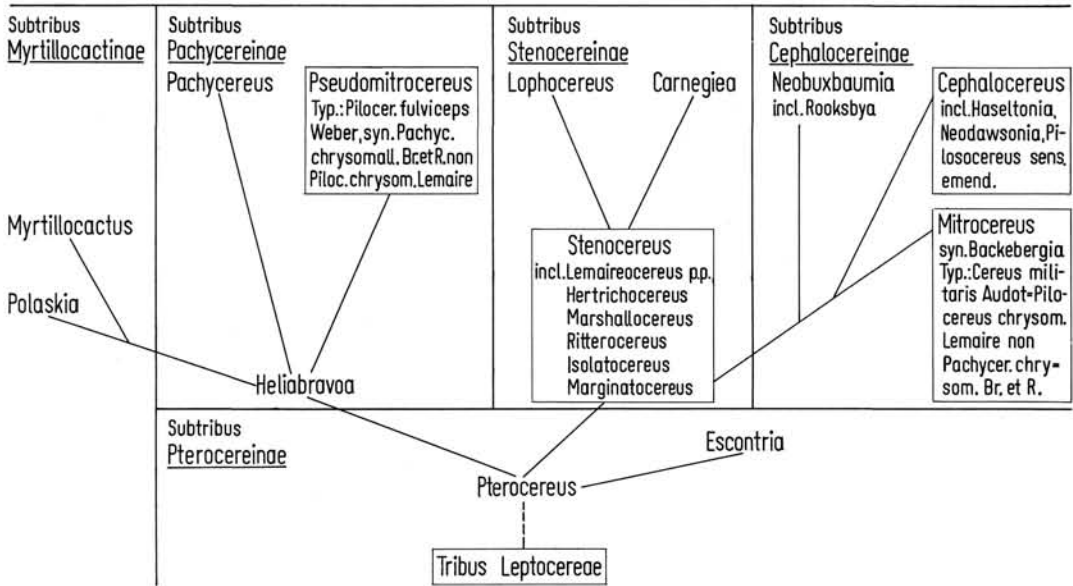 Subtribus
Myrtillocactinae
Myrtillocactus
Polaskia
Subtribus
Pachycereinae
Pachycereus
Pseudomitrocereus
Typ.:Pilocer. fulviceps
Weber, syn. Pachyc.
chrysomall. Br.et R. non
Piloc. chrysom. Lemaire
Heliabravoa
Subtribus
Stenocereinae
Lophocereus
Carnegiea
Stenocereus
incl. Lemaireocereus p.p.,
Hertrichocereus
Marshallocereus
Ritterocereus
Isolatocereus
Marginatocereus
Subtribus
Cephalocereinae
Neobuxbaumia
incl. Rooksbya
Cephalocereus
incl. Haseltonia,
Neodawsonia, Pi-
losocereus sens.
emend.
Mitrocereus
syn. Backebergia
Typ.: Cereus mili-
taris Audot=Pilo-
cereus chrysom.
Lemaire non
Pachycer. chry=
som. Br. et R.
Subtribus
Pterocereinae
Escontria
Pterocereus
Tribus Leptocereae